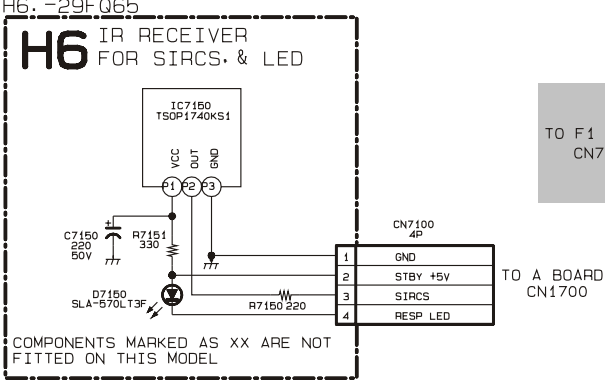 H6.-29FQ65
H6 IR RECEIVER
FOR SIRCS. & LED
IC7150
TSOP1740KS1
VCC OUT GND
P1 P2 P3
C7150
220
50V
R7151
330
D7150
SLA-570LT3F
R7150 220
CN7100
4P
1 GND
2 STBY +5V
3 SIRCS
4 RESP LED
TO A BOARD
CN1700
TO F1
CN7
COMPONENTS MARKED AS XX ARE NOT
FITTED ON THIS MODEL